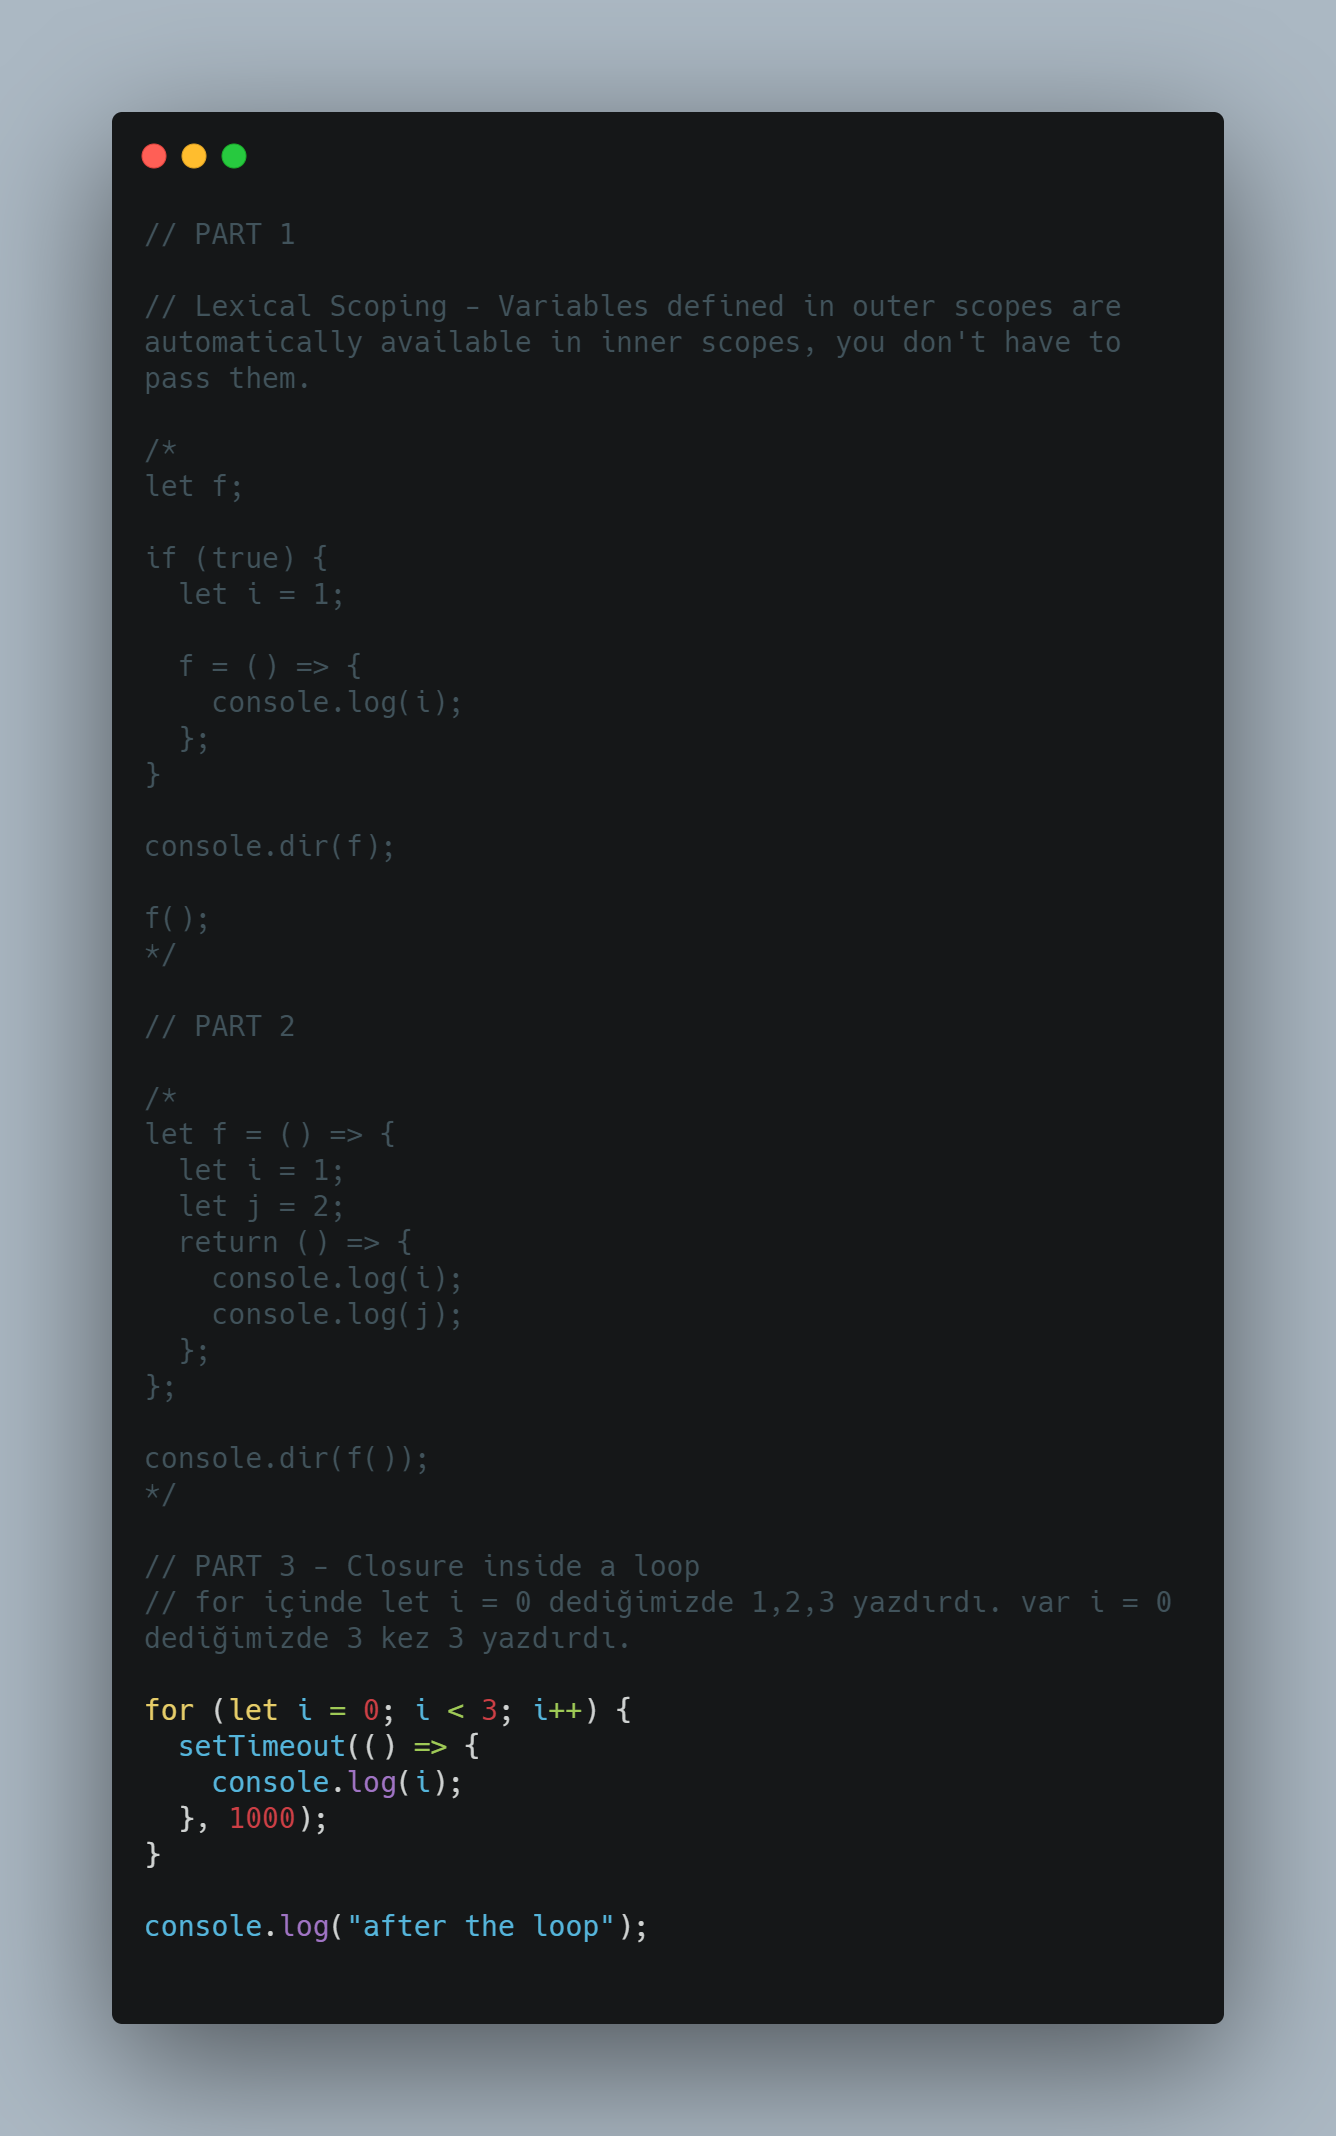 // PART 1
// Lexical Scoping - Variables defined in outer scopes are
automatically available in inner scopes, you don't have to
pass them.
/*
let f;
if (true) {
  let i = 1;
  f = () => {
    console.log(i);
  };
}
console.dir(f);
f();
*/
// PART 2
/*
let f = () => {
  let i = 1;
  let j = 2;
  return () => {
    console.log(i);
    console.log(j);
  };
};
console.dir(f());
*/
// PART 3 - Closure inside a loop
// for içinde let i = 0 dediğimizde 1,2,3 yazdırdı. var i = 0
dediğimizde 3 kez 3 yazdırdı.
for (let i = 0; i < 3; i++) {
  setTimeout(() => {
    console.log(i);
  }, 1000);
}
console.log("after the loop");